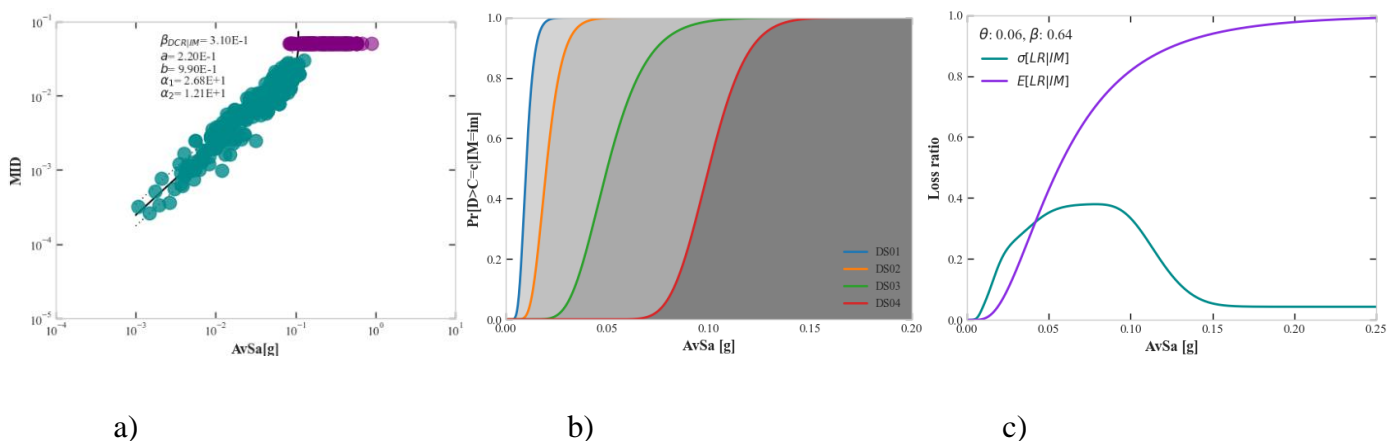 10⁻¹
10⁻²
10⁻³
10⁻⁴
10⁻⁵
MID
β_DCR|IM= 3.10E-1
a= 2.20E-1
b= 9.90E-1
α₁= 2.68E+1
α₂= 1.21E+1
10⁻⁴ 10⁻³ 10⁻² 10⁻¹ 10⁰ 10¹
AvSa[g]
1.0
0.8
0.6
0.4
0.2
0.0
Pr[D>C=c|IM=im]
DS01
DS02
DS03
DS04
0.00 0.05 0.10 0.15 0.20
AvSa [g]
1.0
0.8
0.6
0.4
0.2
0.0
Loss ratio
θ: 0.06, β: 0.64
σ[LR|IM]
E[LR|IM]
0.00 0.05 0.10 0.15 0.20 0.25
AvSa [g]
a) b) c)